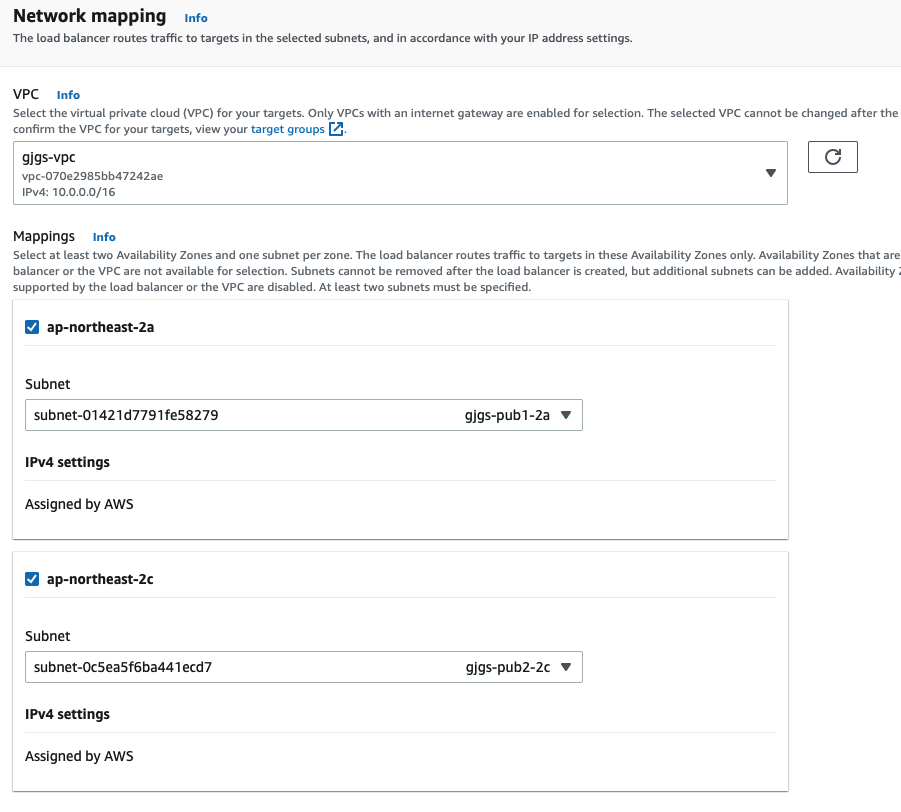 Network mapping Info
The load balancer routes traffic to targets in the selected subnets, and in accordance with your IP address settings.
VPC Info
Select the virtual private cloud (VPC) for your targets. Only VPCs with an internet gateway are enabled for selection. The selected VPC cannot be changed after the
confirm the VPC for your targets, view your target groups.
gjgs-vpc
vpc-070e2985bb47242ae
IPv4: 10.0.0.0/16
Mappings Info
Select at least two Availability Zones and one subnet per zone. The load balancer routes traffic to targets in these Availability Zones only. Availability Zones that are
balancer or the VPC are not available for selection. Subnets cannot be removed after the load balancer is created, but additional subnets can be added. Availability
supported by the load balancer or the VPC are disabled. At least two subnets must be specified.
ap-northeast-2a
Subnet
subnet-01421d7791fe58279 gjgs-pub1-2a
IPv4 settings
Assigned by AWS
ap-northeast-2c
Subnet
subnet-0c5ea5f6ba441ecd7 gjgs-pub2-2c
IPv4 settings
Assigned by AWS